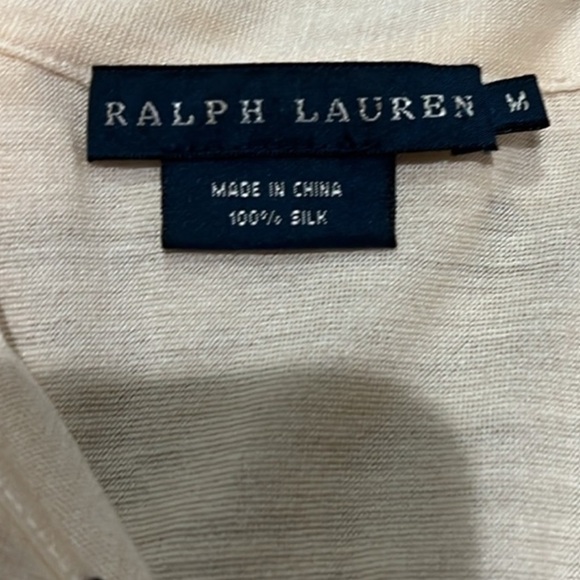 RALPH LAUREN
M
MADE IN CHINA
100% SILK